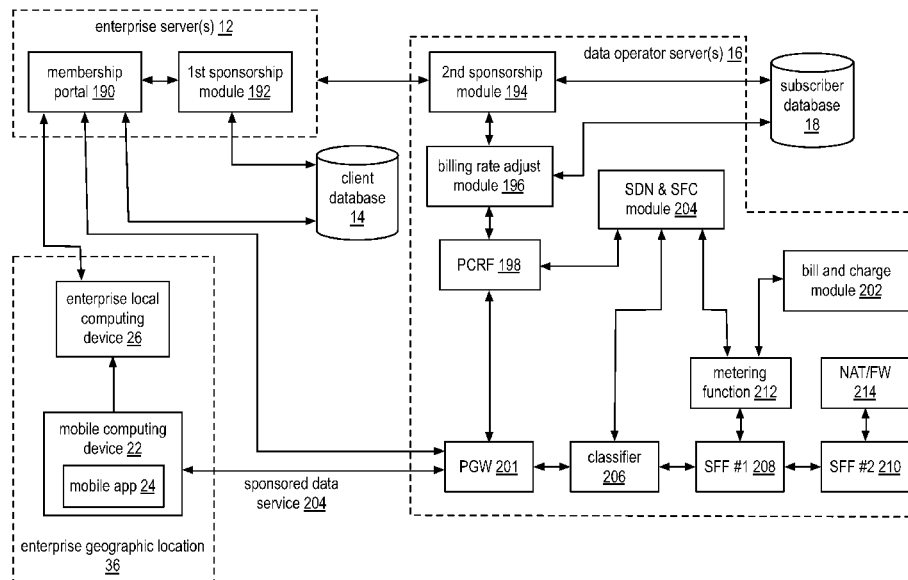 enterprise server(s) 12
membership
portal 190
1st sponsorship
module 192
client
database
14
data operator server(s) 16
2nd sponsorship
module 194
subscriber
database
18
billing rate adjust
module 196
SDN & SFC
module 204
PCRF 198
bill and charge
module 202
enterprise local
computing
device 26
mobile computing
device 22
mobile app 24
enterprise geographic location
36
sponsored data
service 204
metering
function 212
NAT/FW
214
PGW 201
classifier
206
SFF #1 208
SFF #2 210